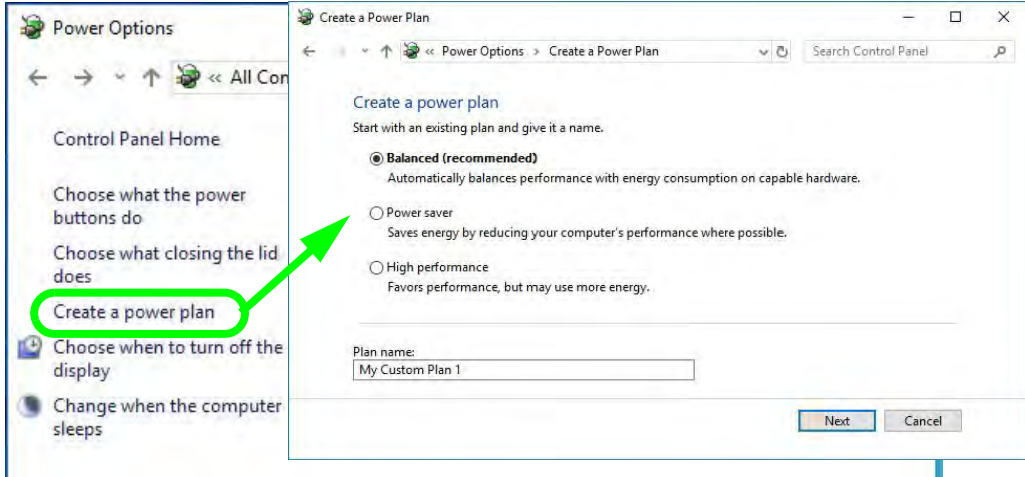 Power Options
« All Con
Control Panel Home
Choose what the power
buttons do
Choose what closing the lid
does
Create a power plan
Choose when to turn off the
display
Change when the computer
sleeps
Create a Power Plan
« Power Options > Create a Power Plan
Search Control Panel
Create a power plan
Start with an existing plan and give it a name.
Balanced (recommended)
Automatically balances performance with energy consumption on capable hardware.
Power saver
Saves energy by reducing your computer's performance where possible.
High performance
Favors performance, but may use more energy.
Plan name:
My Custom Plan 1
Next
Cancel